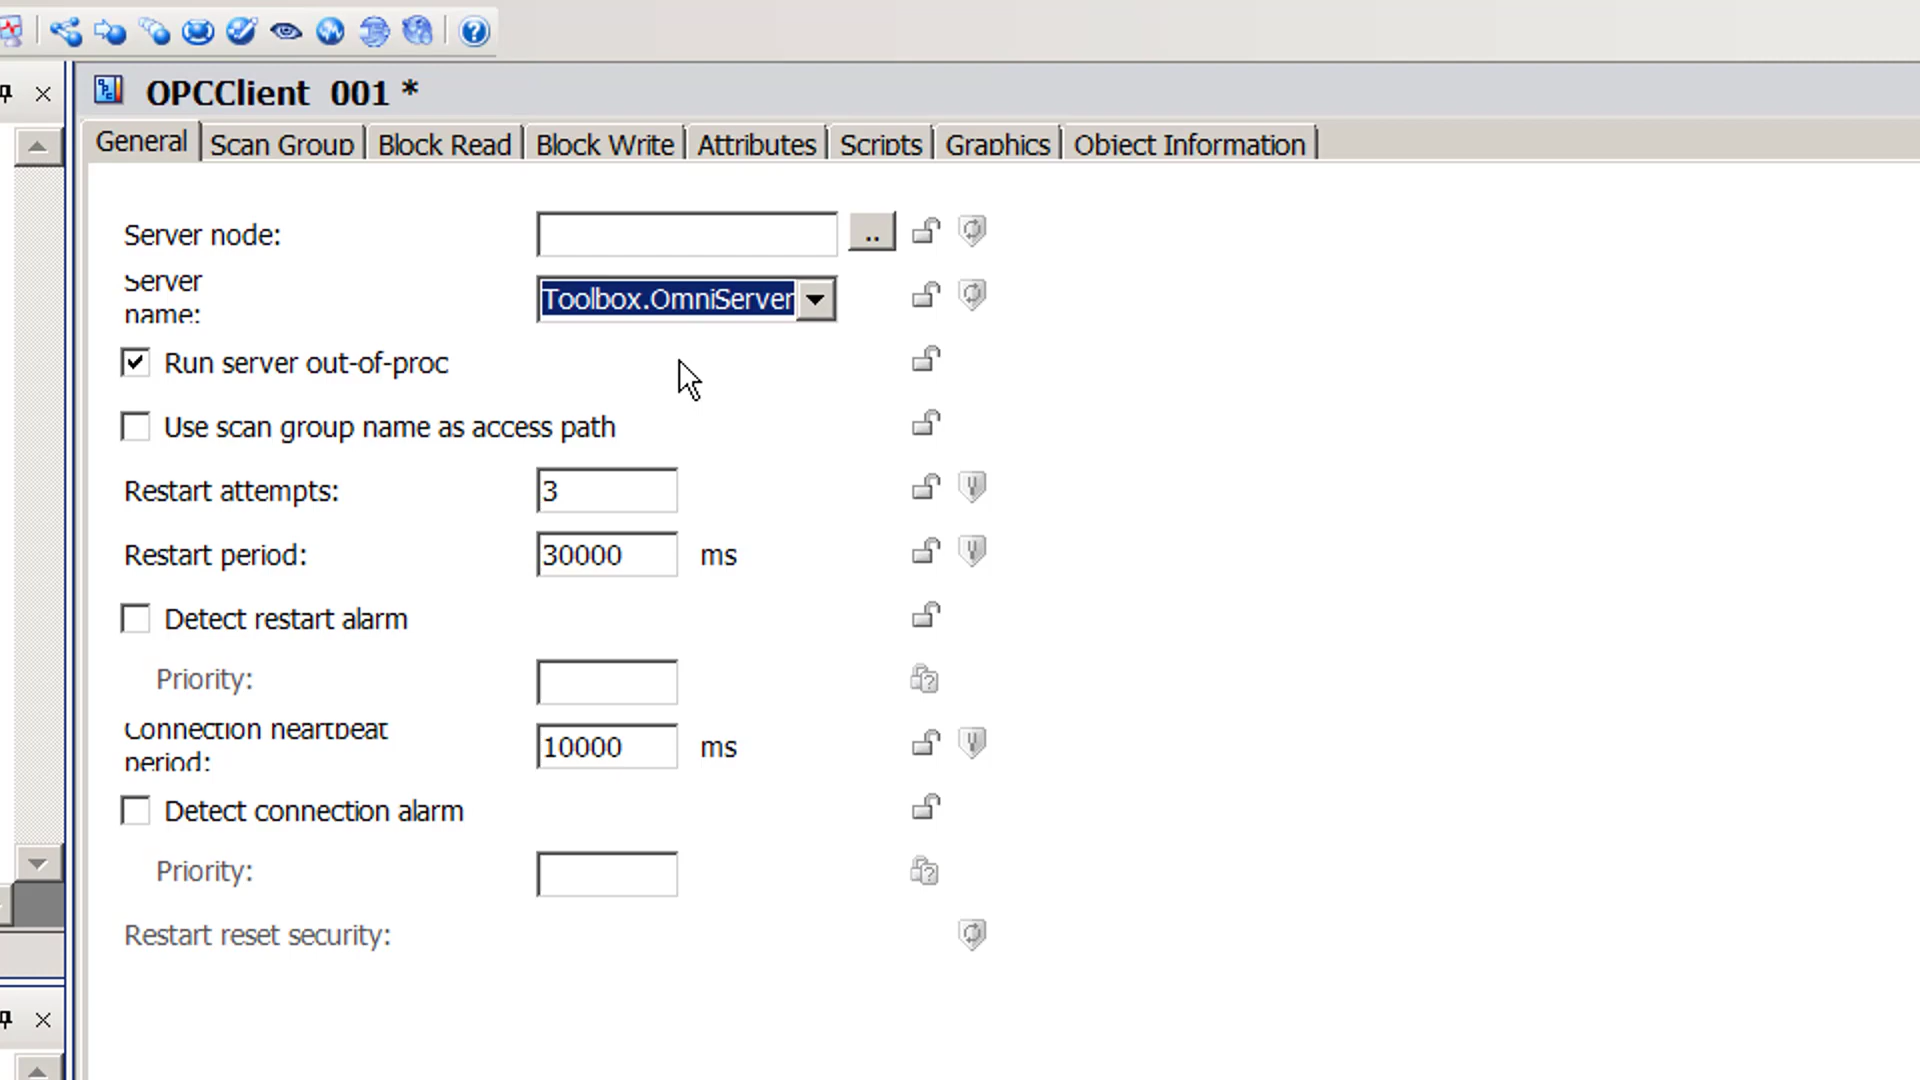 OPCClient_001 *
General Scan Group Block Read Block Write Attributes Scripts Graphics Object Information
Server node:
..
Server
name:
Toolbox.OmniServer
Run server out-of-proc
Use scan group name as access path
Restart attempts:
3
Restart period:
30000
ms
Detect restart alarm
Priority:
Connection heartbeat
period:
10000
ms
Detect connection alarm
Priority:
Restart reset security: